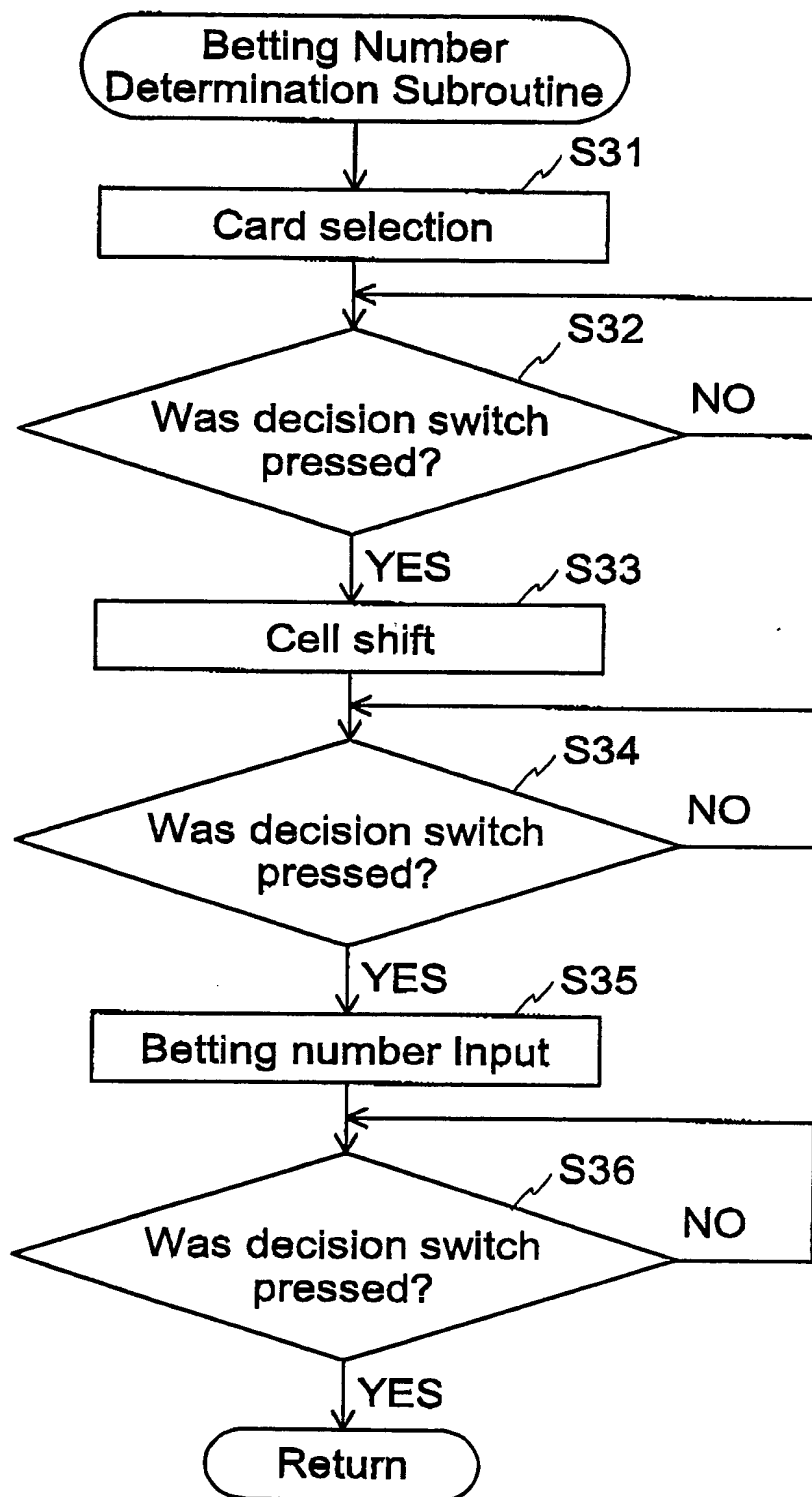 Betting Number
Determination Subroutine
S31
Card selection
S32
Was decision switch
pressed?
NO
YES
S33
Cell shift
S34
Was decision switch
pressed?
NO
YES
S35
Betting number Input
S36
Was decision switch
pressed?
NO
YES
Return